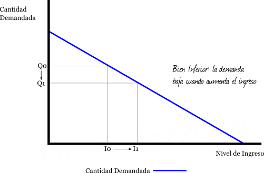 Cantidad
Demandada
Q0
Q1
Bien Inferior: la demanda
baja cuando aumenta el ingreso
I0
I1
Nivel de Ingreso
Cantidad Demandada